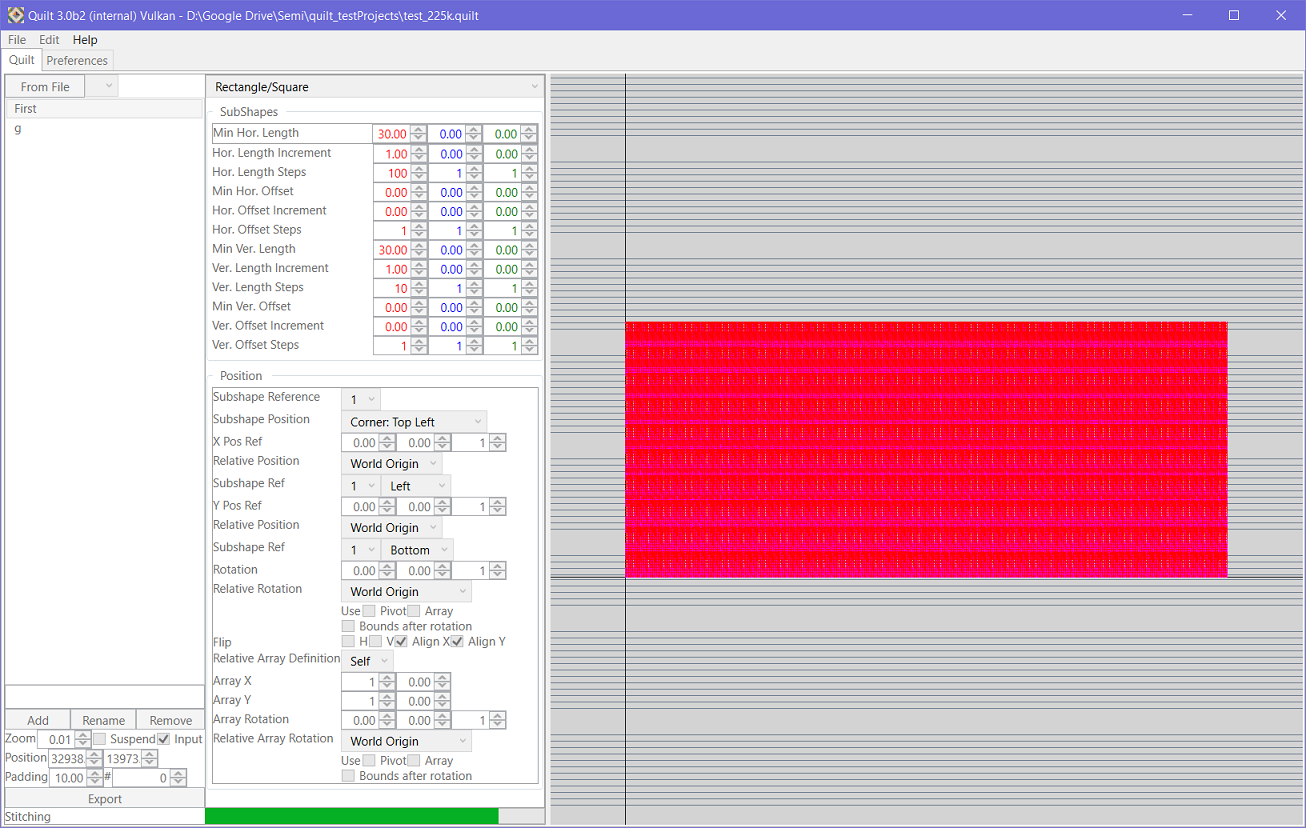 Quilt 3.0b2 (internal) Vulkan - D:\Google Drive\Semi\quilt_testProjects\test_225k.quilt
File Edit Help
Quilt Preferences
From File
First
g
Rectangle/Square
SubShapes
Min Hor. Length 30.00 0.00 0.00
Hor. Length Increment 1.00 0.00 0.00
Hor. Length Steps 100 1 1
Min Hor. Offset 0.00 0.00 0.00
Hor. Offset Increment 0.00 0.00 0.00
Hor. Offset Steps 1 1 1
Min Ver. Length 30.00 0.00 0.00
Ver. Length Increment 1.00 0.00 0.00
Ver. Length Steps 10 1 1
Min Ver. Offset 0.00 0.00 0.00
Ver. Offset Increment 0.00 0.00 0.00
Ver. Offset Steps 1 1 1
Position
Subshape Reference 1
Subshape Position Corner: Top Left
X Pos Ref 0.00 0.00 1
Relative Position World Origin
Subshape Ref 1 Left
Y Pos Ref 0.00 0.00 1
Relative Position World Origin
Subshape Ref 1 Bottom
Rotation 0.00 0.00 1
Relative Rotation World Origin
Use Pivot Array
Bounds after rotation
Flip H V Align X Align Y
Relative Array Definition Self
Array X 1 0.00
Array Y 1 0.00
Array Rotation 0.00 0.00 1
Relative Array Rotation World Origin
Use Pivot Array
Bounds after rotation
Add Rename Remove
Zoom 0.01 Suspend Input
Position 32938. 13973.
Padding 10.00 # 0
Export
Stitching